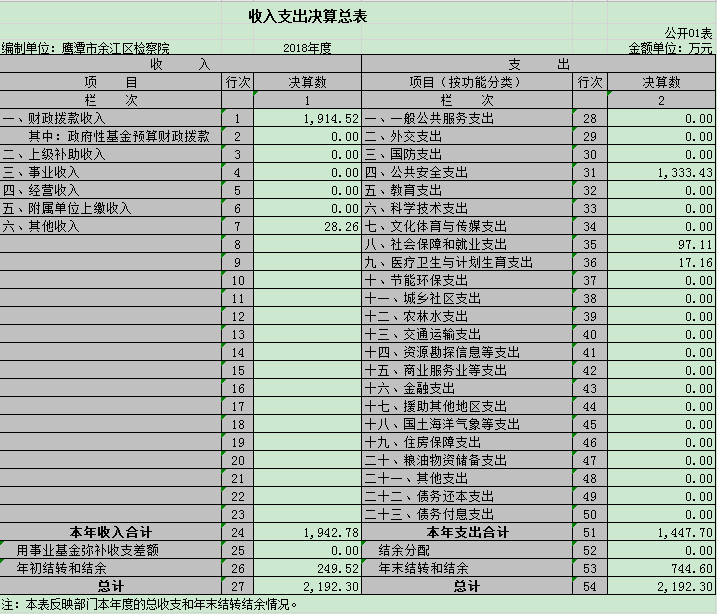 收入支出决算总表
公开01表
编制单位：鹰潭市余江区检察院 2018年度 金额单位：万元
收 入 支 出
项 目 行次 决算数 项目（按功能分类） 行次 决算数
栏 次 1 栏 次 2
一、财政拨款收入 1 1,914.52 一、一般公共服务支出 28 0.00
其中：政府性基金预算财政拨款 2 0.00 二、外交支出 29 0.00
二、上级补助收入 3 0.00 三、国防支出 30 0.00
三、事业收入 4 0.00 四、公共安全支出 31 1,333.43
四、经营收入 5 0.00 五、教育支出 32 0.00
五、附属单位上缴收入 6 0.00 六、科学技术支出 33 0.00
六、其他收入 7 28.26 七、文化体育与传媒支出 34 0.00
8 八、社会保障和就业支出 35 97.11
9 九、医疗卫生与计划生育支出 36 17.16
10 十、节能环保支出 37 0.00
11 十一、城乡社区支出 38 0.00
12 十二、农林水支出 39 0.00
13 十三、交通运输支出 40 0.00
14 十四、资源勘探信息等支出 41 0.00
15 十五、商业服务业等支出 42 0.00
16 十六、金融支出 43 0.00
17 十七、援助其他地区支出 44 0.00
18 十八、国土海洋气象等支出 45 0.00
19 十九、住房保障支出 46 0.00
20 二十、粮油物资储备支出 47 0.00
21 二十一、其他支出 48 0.00
22 二十二、债务还本支出 49 0.00
23 二十三、债务付息支出 50 0.00
本年收入合计 24 1,942.78 本年支出合计 51 1,447.70
用事业基金弥补收支差额 25 0.00 结余分配 52 0.00
年初结转和结余 26 249.52 年末结转和结余 53 744.60
总计 27 2,192.30 总计 54 2,192.30
注：本表反映部门本年度的总收支和年末结转结余情况。